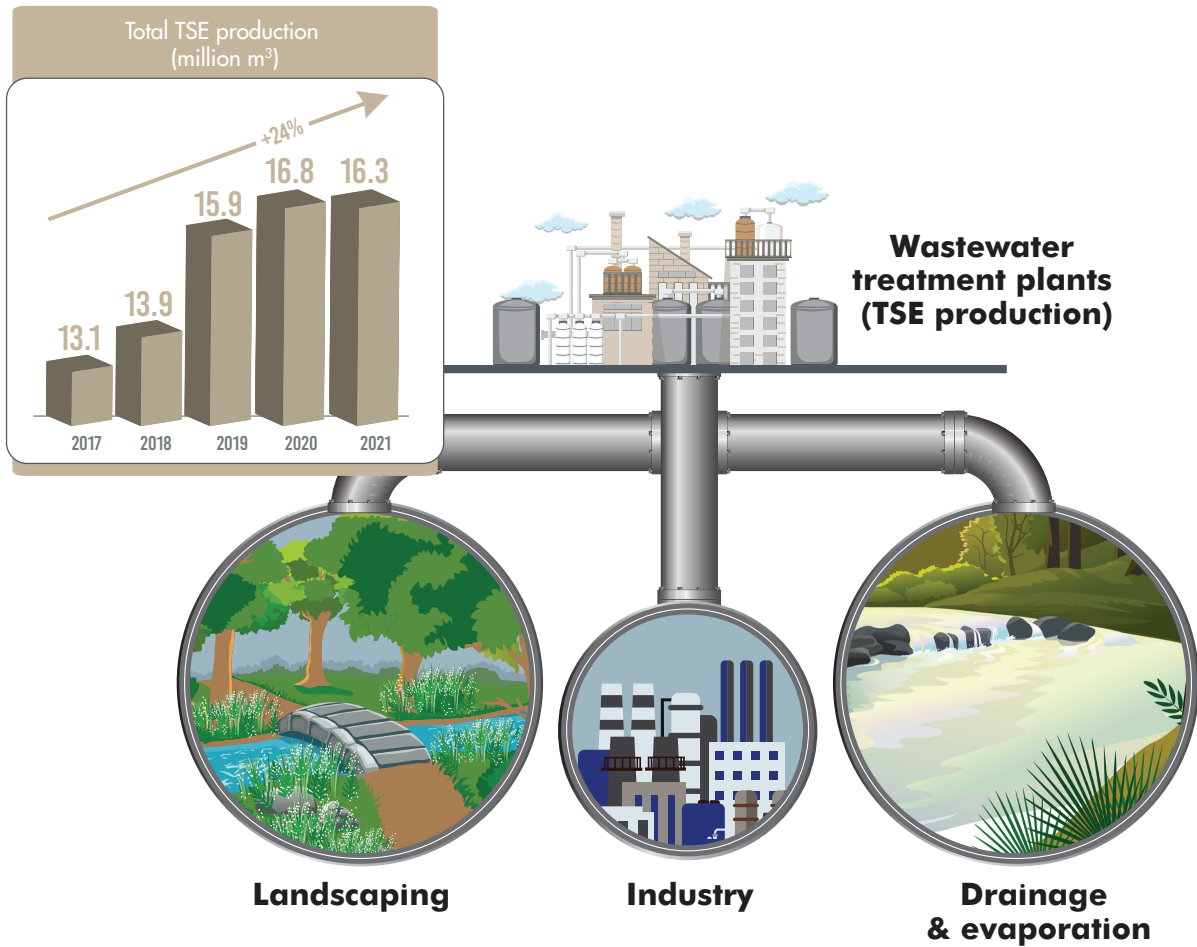 Total TSE production
(million m³)
+24%
13.1
13.9
15.9
16.8
16.3
2017
2018
2019
2020
2021
Wastewater
treatment plants
(TSE production)
Landscaping
Industry
Drainage
& evaporation